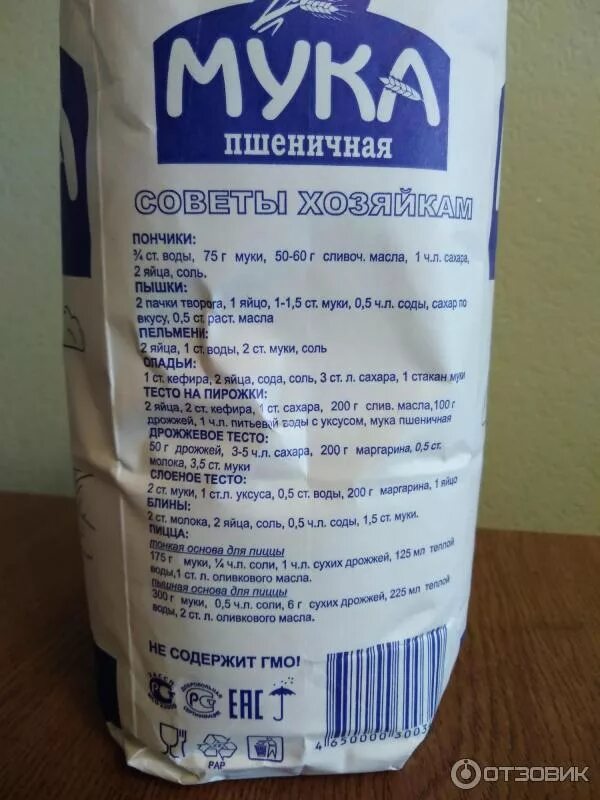 МУКА
пшеничная
СОВЕТЫ ХОЗЯЙКАМ
ПОНЧИКИ:
¾ ст. воды, 75 г муки, 50-60 г сливоч. масла, 1 ч.л. сахара,
2 яйца, соль.
ПЫШКИ:
2 пачки творога, 1 яйцо, 1-1,5 ст. муки, 0,5 ч.л. соды, сахар по
вкусу, 0,5 ст. раст. масла
ПЕЛЬМЕНИ:
2 яйца, 1 ст. воды, 2 ст. муки, соль
ОЛАДЬИ:
1 ст. кефира, 2 яйца, сода, соль, 3 ст. л. сахара, 1 стакан муки
ТЕСТО НА ПИРОЖКИ:
2 яйца, 2 ст. кефира, 1 ст. сахара, 200 г слив. масла, 100 г
дрожжей, 1 ч.л. питьевой воды с уксусом, мука пшеничная
ДРОЖЖЕВОЕ ТЕСТО:
50 г дрожжей, 3-5 ч.л. сахара, 200 г маргарина, 0,5 ст.
молока, 3,5 ст. муки
СЛОЕНОЕ ТЕСТО:
2 ст. муки, 1 ст.л. уксуса, 0,5 ст. воды, 200 г маргарина, 1 яйцо
БЛИНЫ:
2 ст. молока, 2 яйца, соль, 0,5 ч.л. соды, 1,5 ст. муки.
ПИЦЦА:
тонкая основа для пиццы
175 г муки, ¼ ч.л. соли, 1 ч.л. сухих дрожжей, 125 мл теплой
воды, 1 ст. л. оливкового масла.
пышная основа для пиццы
300 г муки, 0,5 ч.л. соли, 6 г сухих дрожжей, 225 мл теплой
воды, 2 ст. л. оливкового масла.
НЕ СОДЕРЖИТ ГМО!
ДОБРОВОЛЬНАЯ
СЕРТИФИКАЦИЯ
EAC
PAP
4 650000 3003
ОТЗОВИК